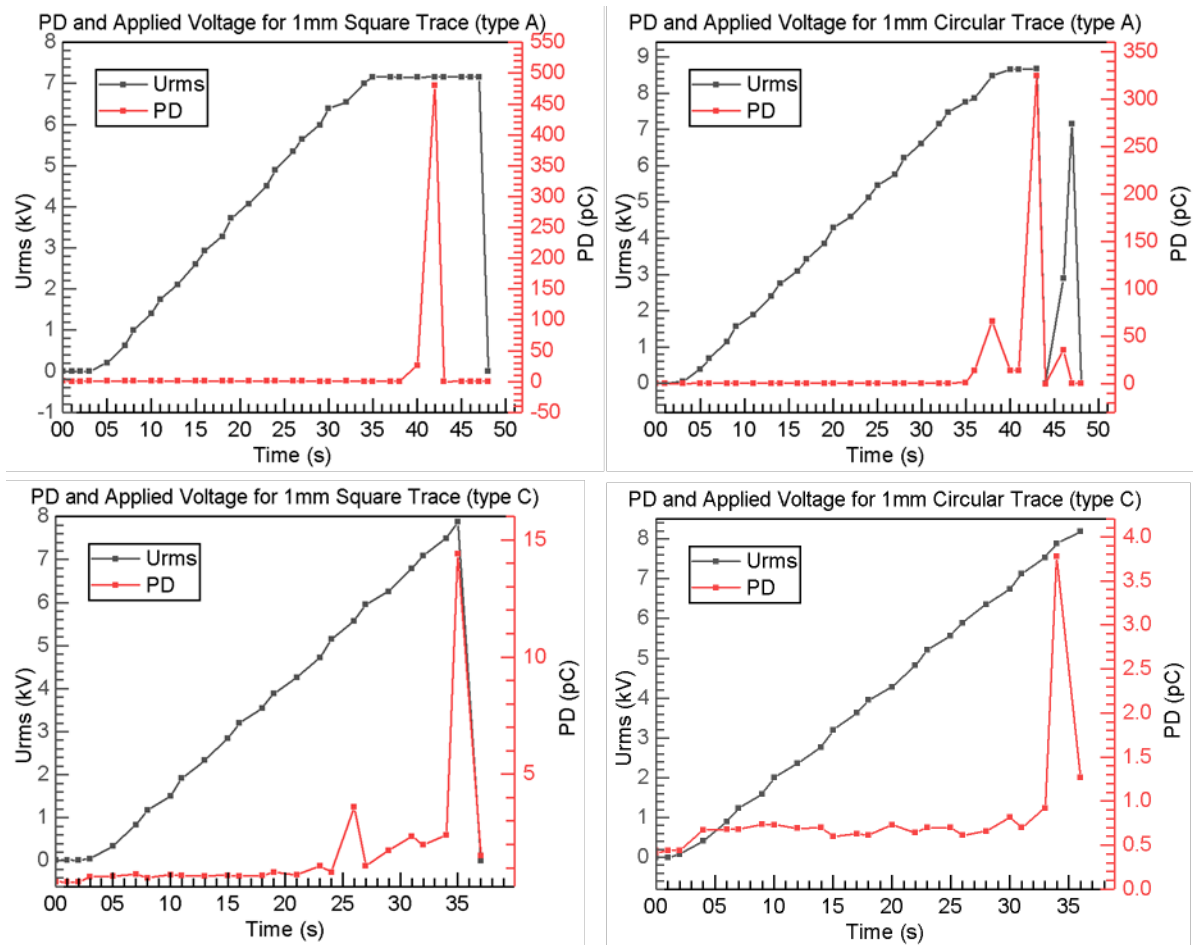 PD and Applied Voltage for 1mm Square Trace (type A)
8
7
6
5
4
3
2
1
0
-1
Urms (kV)
Urms
PD
550
500
450
400
350
300
250
200
150
100
50
0
-50
PD (pC)
00 05 10 15 20 25 30 35 40 45 50
Time (s)
PD and Applied Voltage for 1mm Circular Trace (type A)
9
8
7
6
5
4
3
2
1
0
Urms (kV)
Urms
PD
350
300
250
200
150
100
50
0
PD (pC)
00 05 10 15 20 25 30 35 40 45 50
Time (s)
PD and Applied Voltage for 1mm Square Trace (type C)
8
7
6
5
4
3
2
1
0
Urms (kV)
Urms
PD
15
10
5
PD (pC)
00 05 10 15 20 25 30 35
Time (s)
PD and Applied Voltage for 1mm Circular Trace (type C)
8
7
6
5
4
3
2
1
0
Urms (kV)
Urms
PD
4.0
3.5
3.0
2.5
2.0
1.5
1.0
0.5
0.0
PD (pC)
00 05 10 15 20 25 30 35
Time (s)